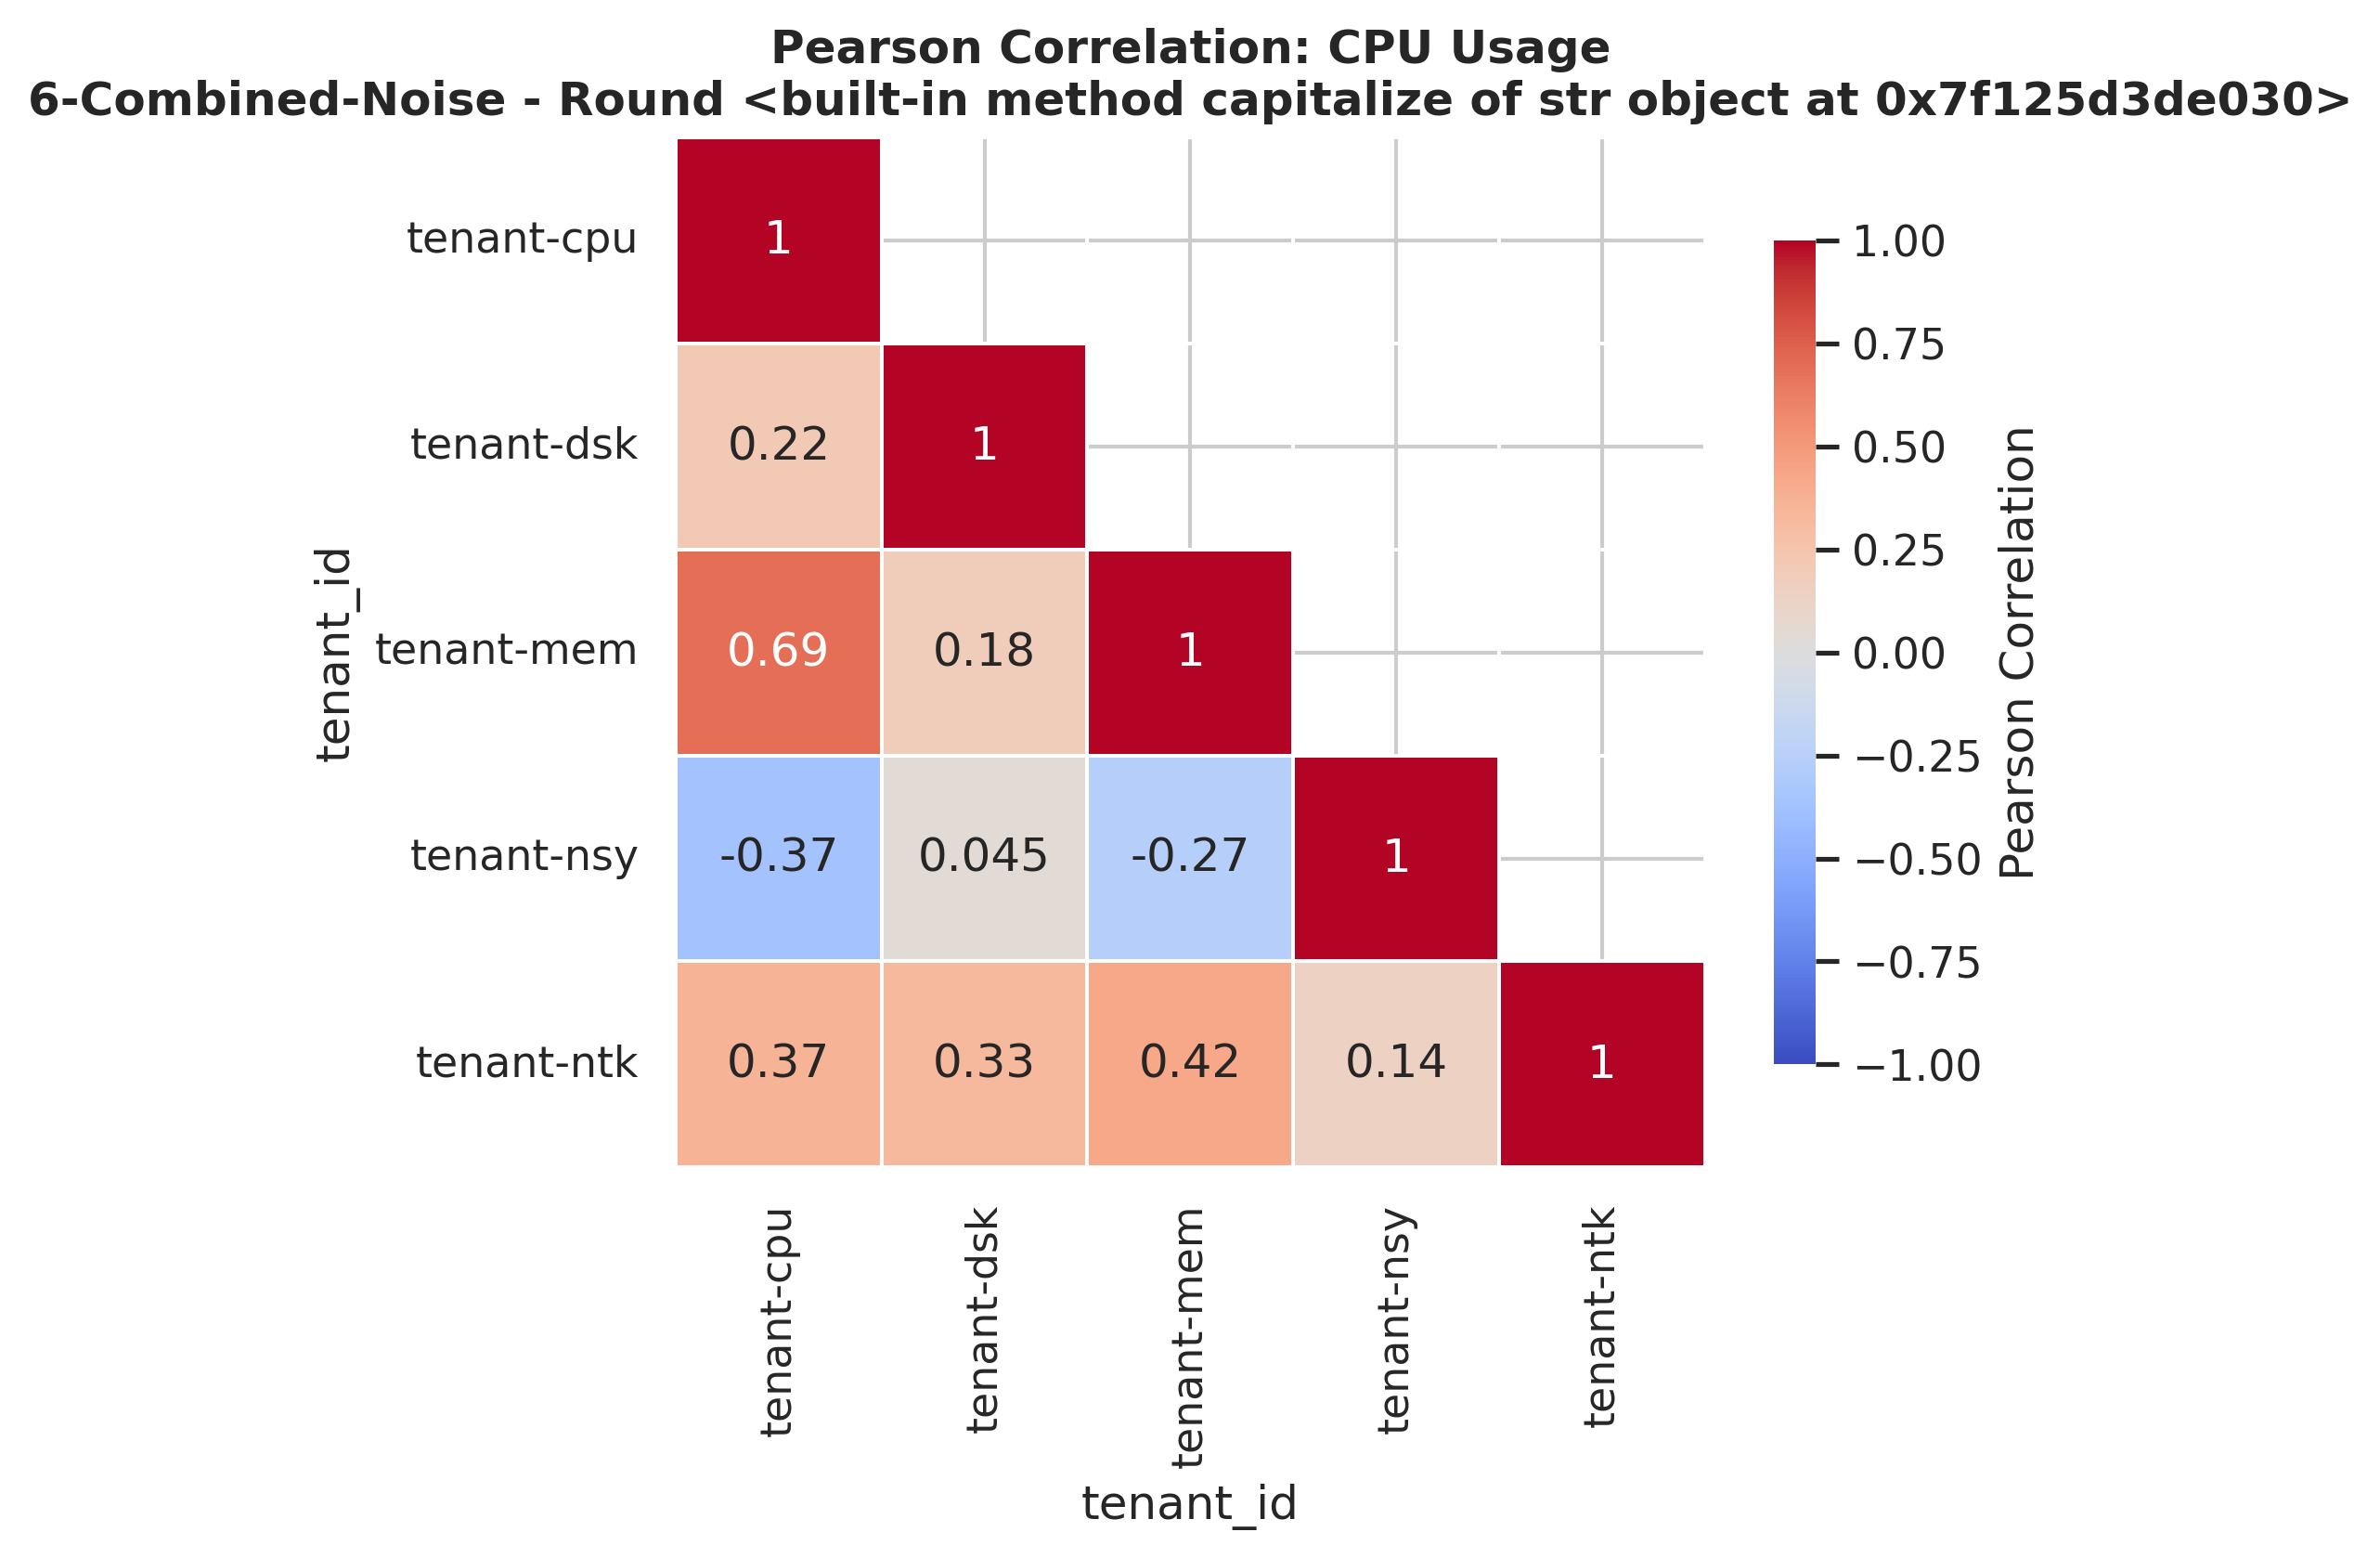 Pearson Correlation: CPU Usage
6-Combined-Noise - Round <built-in method capitalize of str object at 0x7f125d3de030>
tenant_id
tenant-cpu
1
tenant-dsk
0.22
1
tenant-mem
0.69
0.18
1
tenant-nsy
-0.37
0.045
-0.27
1
tenant-ntk
0.37
0.33
0.42
0.14
1
tenant-cpu
tenant-dsk
tenant-mem
tenant-nsy
tenant-ntk
tenant_id
1.00
0.75
0.50
0.25
0.00
−0.25
−0.50
−0.75
−1.00
Pearson Correlation